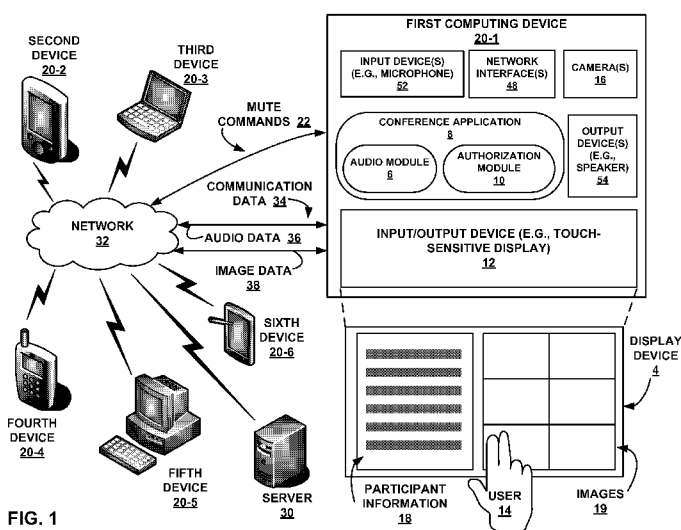 FIRST COMPUTING DEVICE
20-1
INPUT DEVICE(S)
(E.G., MICROPHONE)
52
NETWORK
INTERFACE(S)
48
CAMERA(S)
16
CONFERENCE APPLICATION
8
AUDIO MODULE
6
AUTHORIZATION
MODULE
10
OUTPUT
DEVICE(S)
(E.G.,
SPEAKER)
54
INPUT/OUTPUT DEVICE (E.G., TOUCH-
SENSITIVE DISPLAY)
12
SECOND
DEVICE
20-2
THIRD
DEVICE
20-3
MUTE
COMMANDS 22
COMMUNICATION
DATA 34
AUDIO DATA 36
IMAGE DATA
38
NETWORK
32
SIXTH
DEVICE
20-6
FOURTH
DEVICE
20-4
FIFTH
DEVICE
20-5
SERVER
30
DISPLAY
DEVICE
4
PARTICIPANT
INFORMATION
18
USER
14
IMAGES
19
FIG. 1